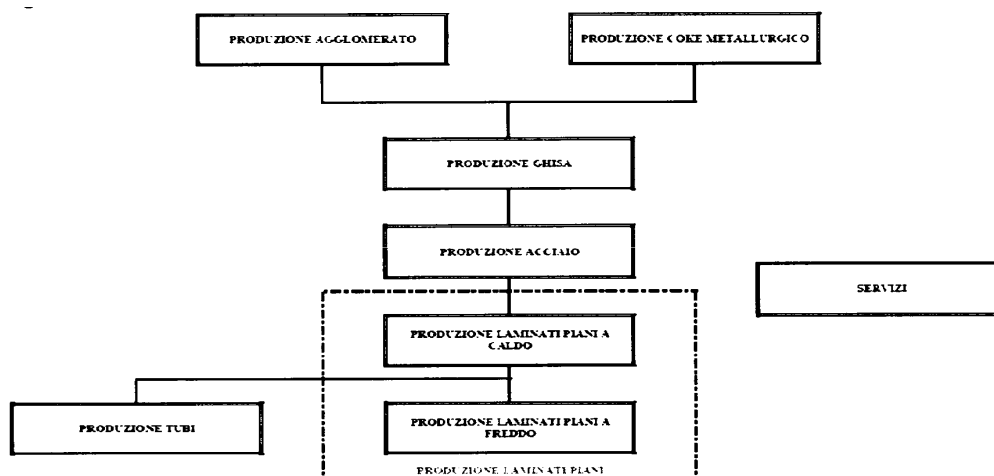 PRODUZIONE AGGLOMERATO
PRODUZIONE COKE METALLURGICO
PRODUZIONE GHISA
PRODUZIONE ACCIAIO
SERVIZI
PRODUZIONE LAMINATI PIANI A
CALDO
PRODUZIONE TUBI
PRODUZIONE LAMINATI PIANI A
FREDDO
PRODUZIONE LAMINATI PIANI